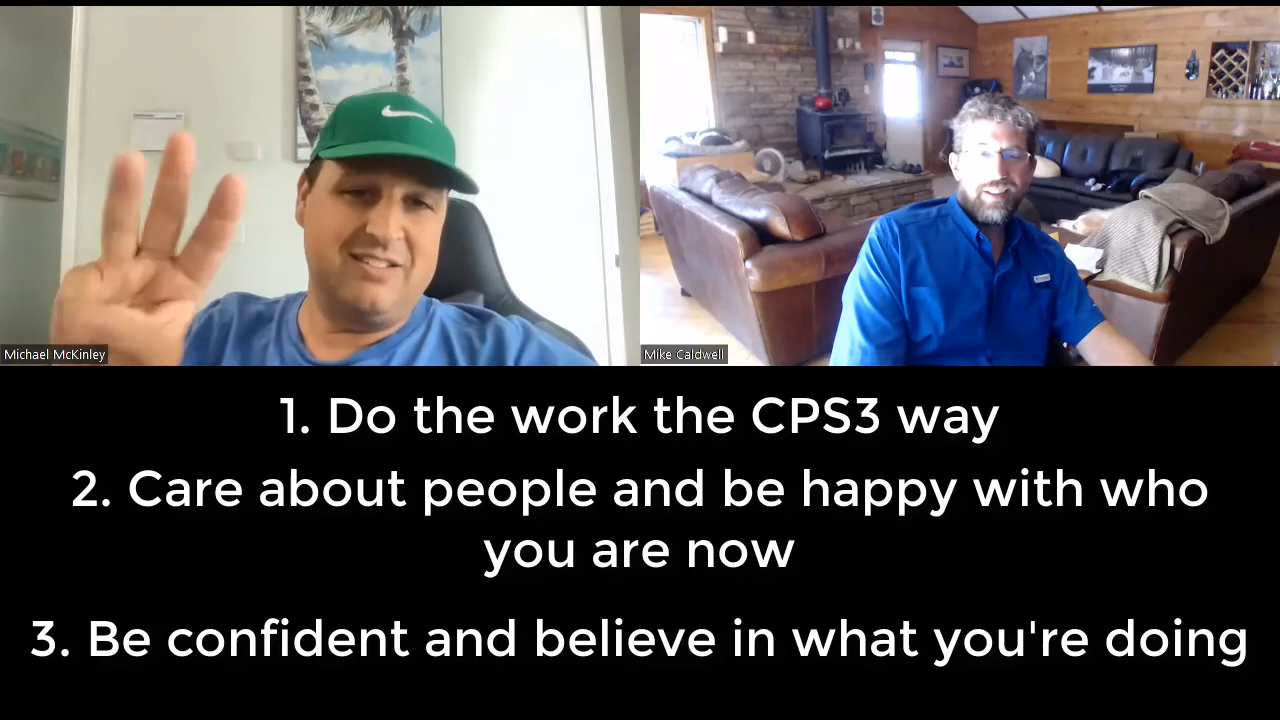 Michael McKinley
Mike Caldwell
1. Do the work the CPS3 way
2. Care about people and be happy with who
you are now
3. Be confident and believe in what you're doing